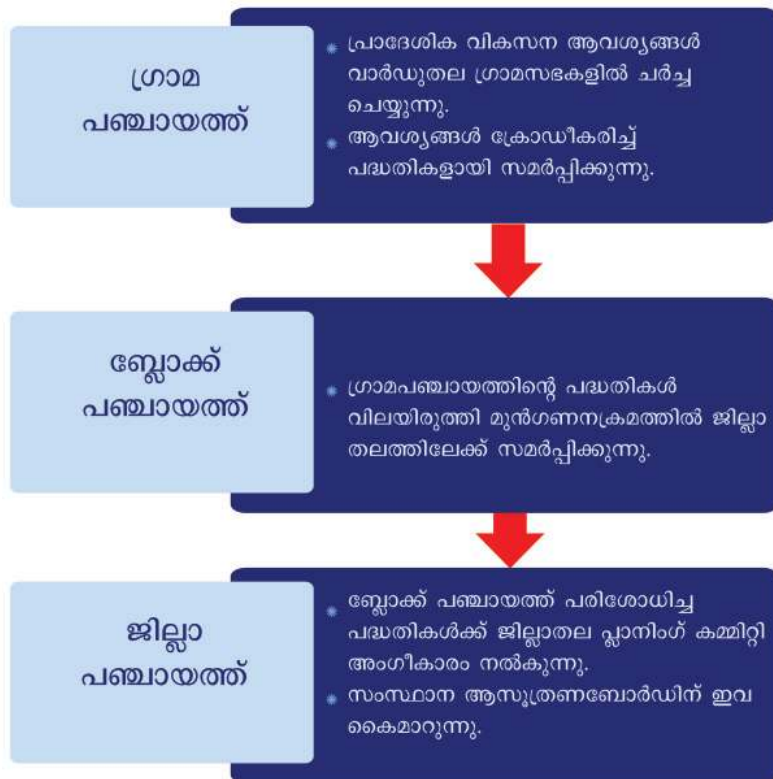 ഗ്രാമ
പഞ്ചായത്ത്
പ്രാദേശിക വികസന ആവശ്യങ്ങൾ
വാർഡുതല ഗ്രാമസഭകളിൽ ചർച്ച
ചെയ്യുന്നു.
ആവശ്യങ്ങൾ ക്രോഡീകരിച്ച്
പദ്ധതികളായി സമർപ്പിക്കുന്നു.
ബ്ലോക്ക്
പഞ്ചായത്ത്
ഗ്രാമപഞ്ചായത്തിന്റെ പദ്ധതികൾ
വിലയിരുത്തി മുൻഗണനക്രമത്തിൽ ജില്ലാ
തലത്തിലേക്ക് സമർപ്പിക്കുന്നു.
ജില്ലാ
പഞ്ചായത്ത്
ബ്ലോക്ക് പഞ്ചായത്ത് പരിശോധിച്ച
പദ്ധതികൾക്ക് ജില്ലാതല പ്ലാനിംഗ് കമ്മിറ്റി
അംഗീകാരം നൽകുന്നു.
സംസ്ഥാന ആസൂത്രണബോർഡിന് ഇവ
കൈമാറുന്നു.